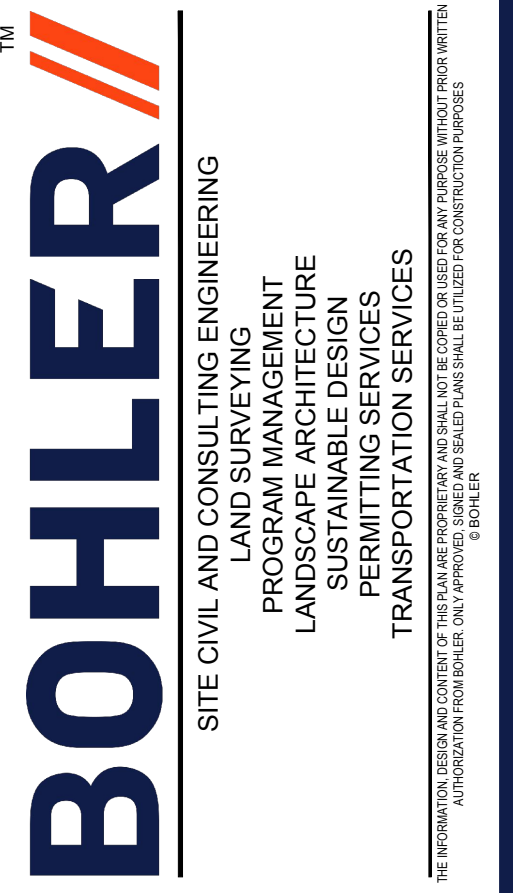 BOHLER//
TM
SITE CIVIL AND CONSULTING ENGINEERING
LAND SURVEYING
PROGRAM MANAGEMENT
LANDSCAPE ARCHITECTURE
SUSTAINABLE DESIGN
PERMITTING SERVICES
TRANSPORTATION SERVICES
THE INFORMATION, DESIGN AND CONTENT OF THIS PLAN ARE PROPRIETARY AND SHALL NOT BE COPIED OR USED FOR ANY PURPOSE WITHOUT PRIOR WRITTEN
AUTHORIZATION FROM BOHLER. ONLY APPROVED, SIGNED AND SEALED PLANS SHALL BE UTILIZED FOR CONSTRUCTION PURPOSES
© BOHLER